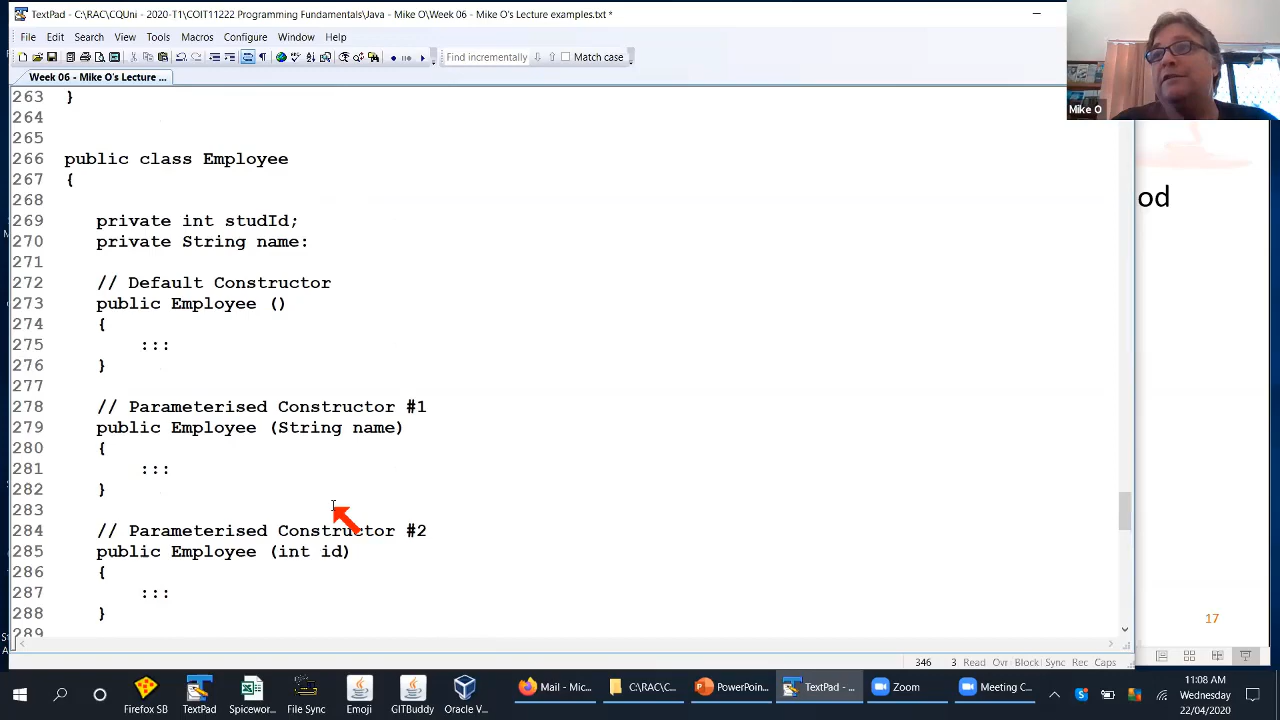 TextPad - C:\RAC\CQUni - 2020-T1\COIT11222 Programming Fundamentals\Java - Mike O\Week 06 - Mike O's Lecture examples.txt *
File Edit Search View Tools Macros Configure Window Help
Find incrementally Match case
Week 06 - Mike O's Lecture ...
Mike O
263 }
264
265
266 public class Employee
267 {
268
269 private int studId;
270 private String name:
271
272 // Default Constructor
273 public Employee ()
274 {
275 :::
276 }
277
278 // Parameterised Constructor #1
279 public Employee (String name)
280 {
281 :::
282 }
283
284 // Parameterised Constructor #2
285 public Employee (int id)
286 {
287 :::
288 }
289
od
17
346 3 Read Ovr Block Sync Rec Caps
Firefox SB TextPad Spicewor... File Sync Emoji GITBuddy Oracle V...
Mail - Mic... C:\RAC\C... PowerPoin... TextPad - ... Zoom Meeting C...
11:08 AM
Wednesday
22/04/2020